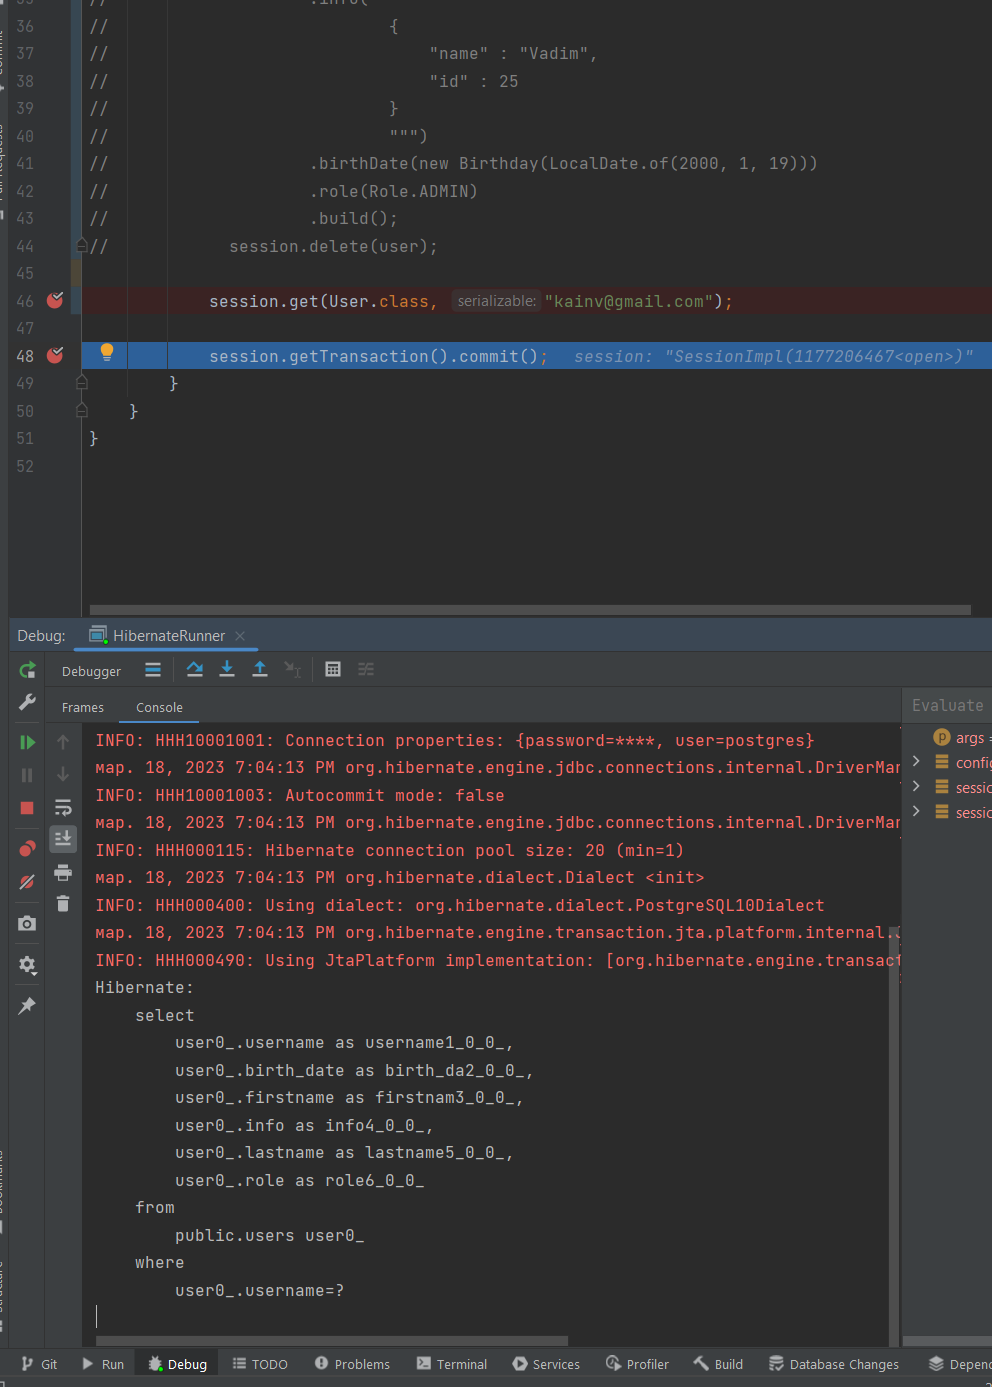 35 // .info(
36 // {
37 // "name" : "Vadim",
38 // "id" : 25
39 // }
40 // """)
41 // .birthDate(new Birthday(LocalDate.of(2000, 1, 19)))
42 // .role(Role.ADMIN)
43 // .build();
44 // session.delete(user);
45
46 session.get(User.class, serializable: "kainv@gmail.com");
47
48 session.getTransaction().commit(); session: "SessionImpl(1177206467<open>)"
49 }
50 }
51 }
52
Debug: HibernateRunner
Debugger
Frames Console
Evaluate
INFO: HHH10001001: Connection properties: {password=****, user=postgres}
мар. 18, 2023 7:04:13 PM org.hibernate.engine.jdbc.connections.internal.DriverMan
INFO: HHH10001003: Autocommit mode: false
мар. 18, 2023 7:04:13 PM org.hibernate.engine.jdbc.connections.internal.DriverMan
INFO: HHH000115: Hibernate connection pool size: 20 (min=1)
мар. 18, 2023 7:04:13 PM org.hibernate.dialect.Dialect <init>
INFO: HHH000400: Using dialect: org.hibernate.dialect.PostgreSQL10Dialect
мар. 18, 2023 7:04:13 PM org.hibernate.engine.transaction.jta.platform.internal.J
INFO: HHH000490: Using JtaPlatform implementation: [org.hibernate.engine.transact
Hibernate:
select
user0_.username as username1_0_0_,
user0_.birth_date as birth_da2_0_0_,
user0_.firstname as firstnam3_0_0_,
user0_.info as info4_0_0_,
user0_.lastname as lastname5_0_0_,
user0_.role as role6_0_0_
from
public.users user0_
where
user0_.username=?
args =
config
sessio
sessio
Git Run Debug TODO Problems Terminal Services Profiler Build Database Changes Depend